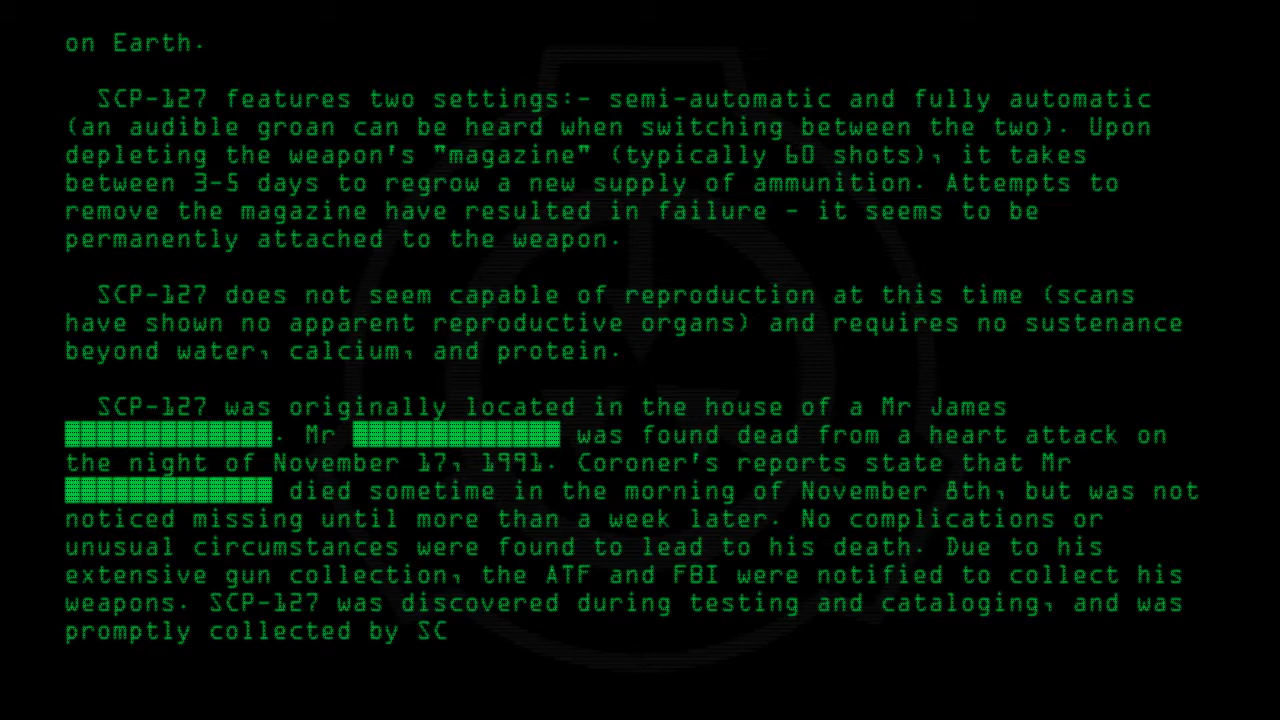 on Earth.
SCP-127 features two settings:- semi-automatic and fully automatic
(an audible groan can be heard when switching between the two). Upon
depleting the weapon's "magazine" (typically 60 shots), it takes
between 3-5 days to regrow a new supply of ammunition. Attempts to
remove the magazine have resulted in failure - it seems to be
permanently attached to the weapon.
SCP-127 does not seem capable of reproduction at this time (scans
have shown no apparent reproductive organs) and requires no sustenance
beyond water, calcium, and protein.
SCP-127 was originally located in the house of a Mr James
▓▓▓▓▓▓▓▓▓▓▓▓▓. Mr ▓▓▓▓▓▓▓▓▓▓▓▓▓ was found dead from a heart attack on
the night of November 17, 1991. Coroner's reports state that Mr
▓▓▓▓▓▓▓▓▓▓▓▓▓ died sometime in the morning of November 8th, but was not
noticed missing until more than a week later. No complications or
unusual circumstances were found to lead to his death. Due to his
extensive gun collection, the ATF and FBI were notified to collect his
weapons. SCP-127 was discovered during testing and cataloging, and was
promptly collected by SC